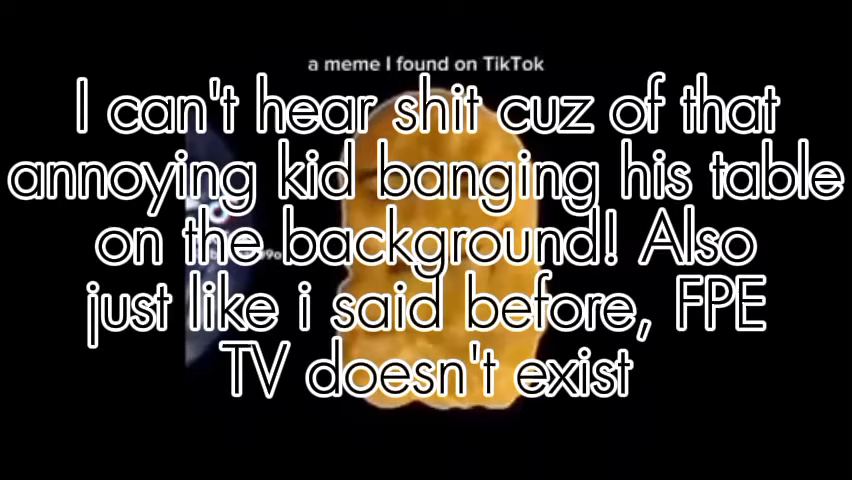 a meme I found on TikTok
I can't hear shit cuz of that
annoying kid banging his table
on the background! Also
just like i said before, FPE
TV doesn't exist